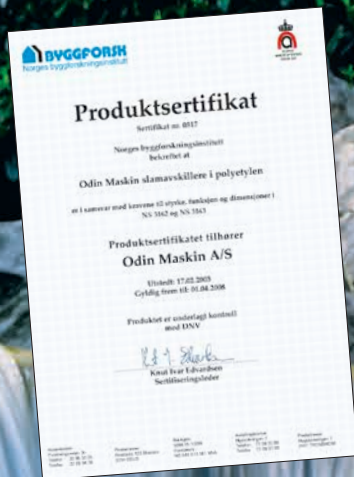 BYGGFORSK
Norges byggforskningsinstitutt
Produktsertifikat
Sertifikat nr. 0317
Norges byggforskningsinstitutt
bekrefter at
Odin Maskin slamavskillere i polyetylen
er i samsvar med kravene til styrke, funksjon og dimensjoner i
NS 3162 og NS 3163
Produktsertifikatet tilhører
Odin Maskin A/S
Utstedt: 17.02.2003
Gyldig frem til: 01.04.2008
Produktet er underlagt kontroll
med DNV
Knut Ivar Edvardsen
Sertifiseringsleder